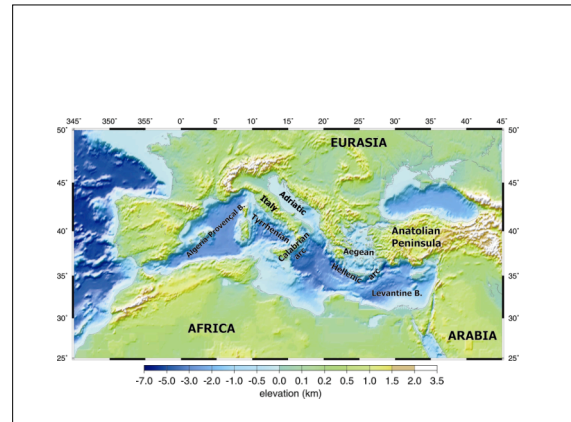 345˚ 350˚ 355˚ 0˚ 5˚ 10˚ 15˚ 20˚ 25˚ 30˚ 35˚ 40˚ 45˚
50˚ 50˚
EURASIA
45˚ 45˚
Italy
Adriatic
Algeria-Provencal B.
Tyrrhenian
Anatolian
Peninsula
40˚ 40˚
Calabrian
arc
Aegean
Hellenic arc
35˚ 35˚
Levantine B.
30˚ 30˚
AFRICA
ARABIA
25˚ 25˚
-7.0 -5.0 -3.0 -2.0 -1.0 -0.5 0.0 0.1 0.2 0.5 1.0 1.5 2.0 3.5
elevation (km)